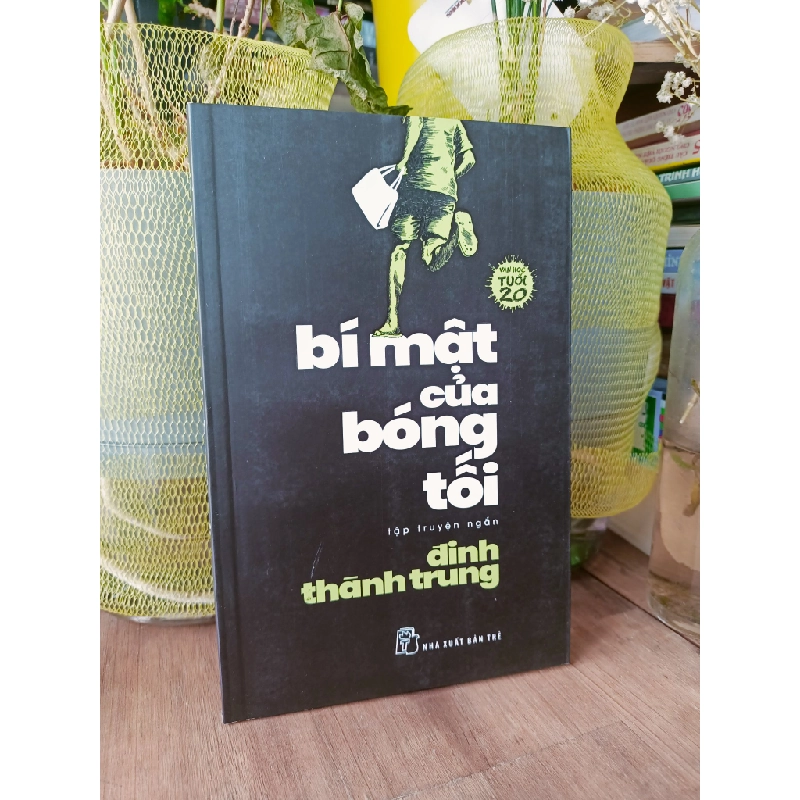 VĂN HỌC
TUỔI
20
bí mật
của
bóng
tối
tập truyện ngắn
đinh
thành trung
NHÀ XUẤT BẢN TRẺ
TRỊNH H